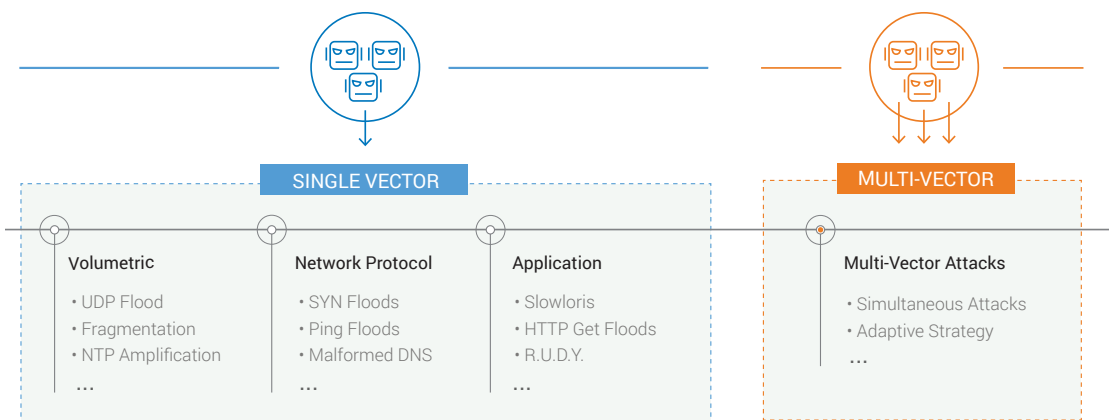 SINGLE VECTOR
MULTI-VECTOR
Volumetric
• UDP Flood
• Fragmentation
• NTP Amplification
...
Network Protocol
• SYN Floods
• Ping Floods
• Malformed DNS
...
Application
• Slowloris
• HTTP Get Floods
• R.U.D.Y.
...
Multi-Vector Attacks
• Simultaneous Attacks
• Adaptive Strategy
...